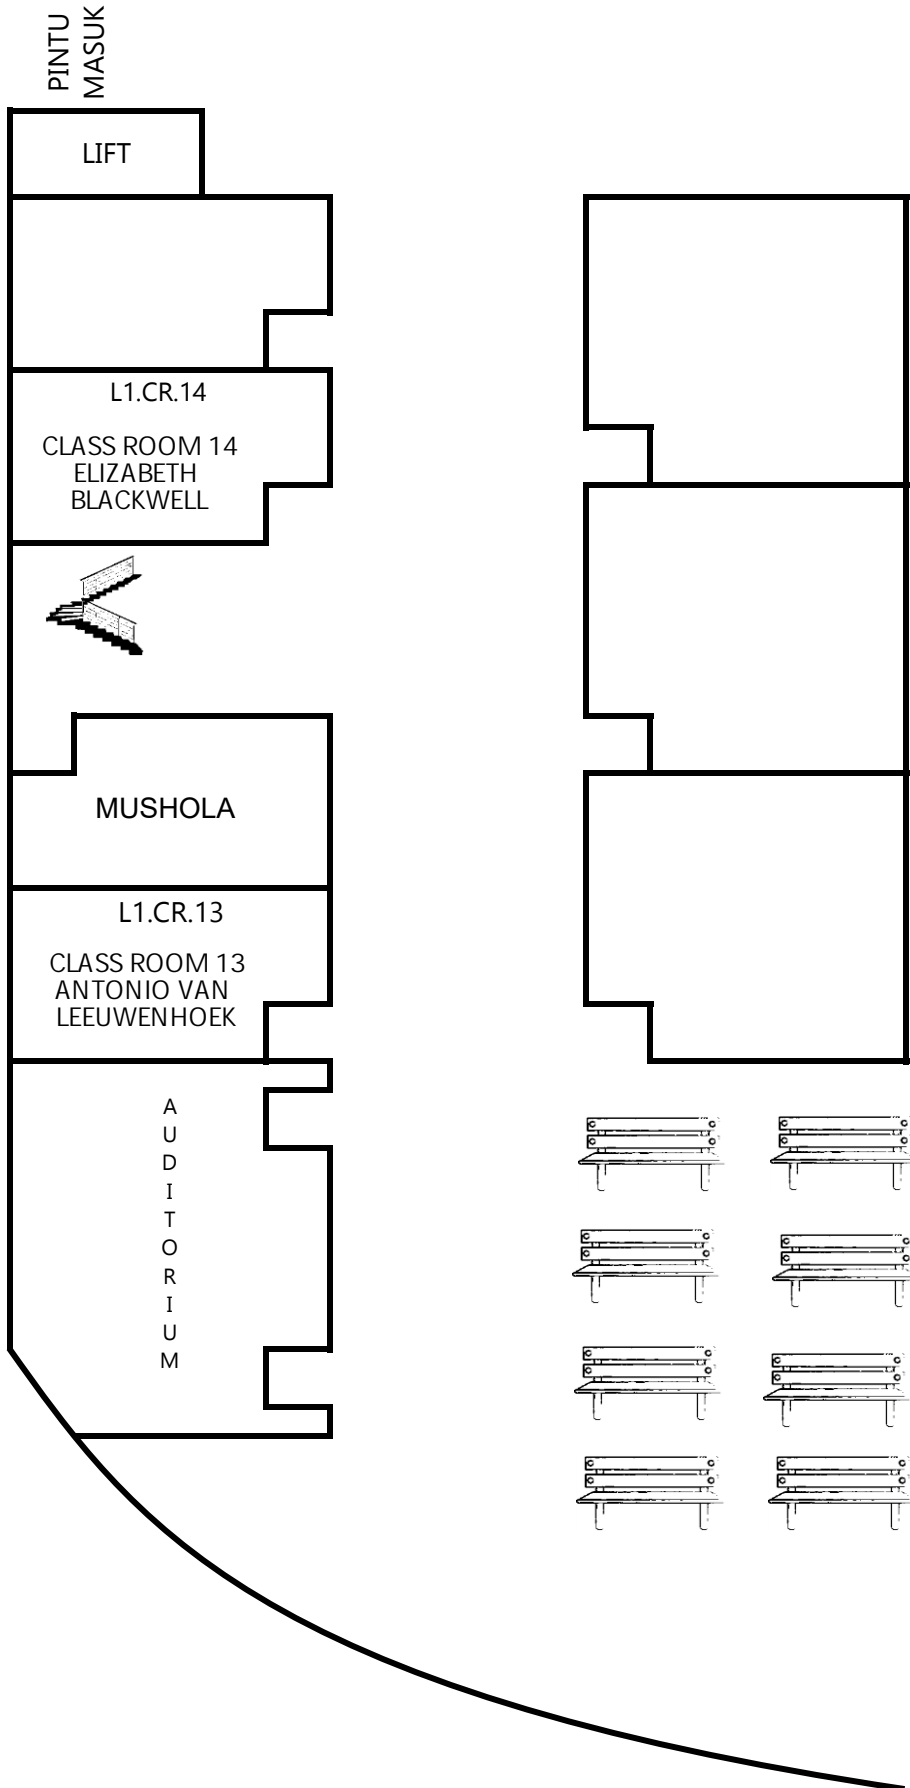 PINTU
MASUK
LIFT
L1.CR.14
CLASS ROOM 14
ELIZABETH
BLACKWELL
MUSHOLA
L1.CR.13
CLASS ROOM 13
ANTONIO VAN
LEEUWENHOEK
AUDITORIUM